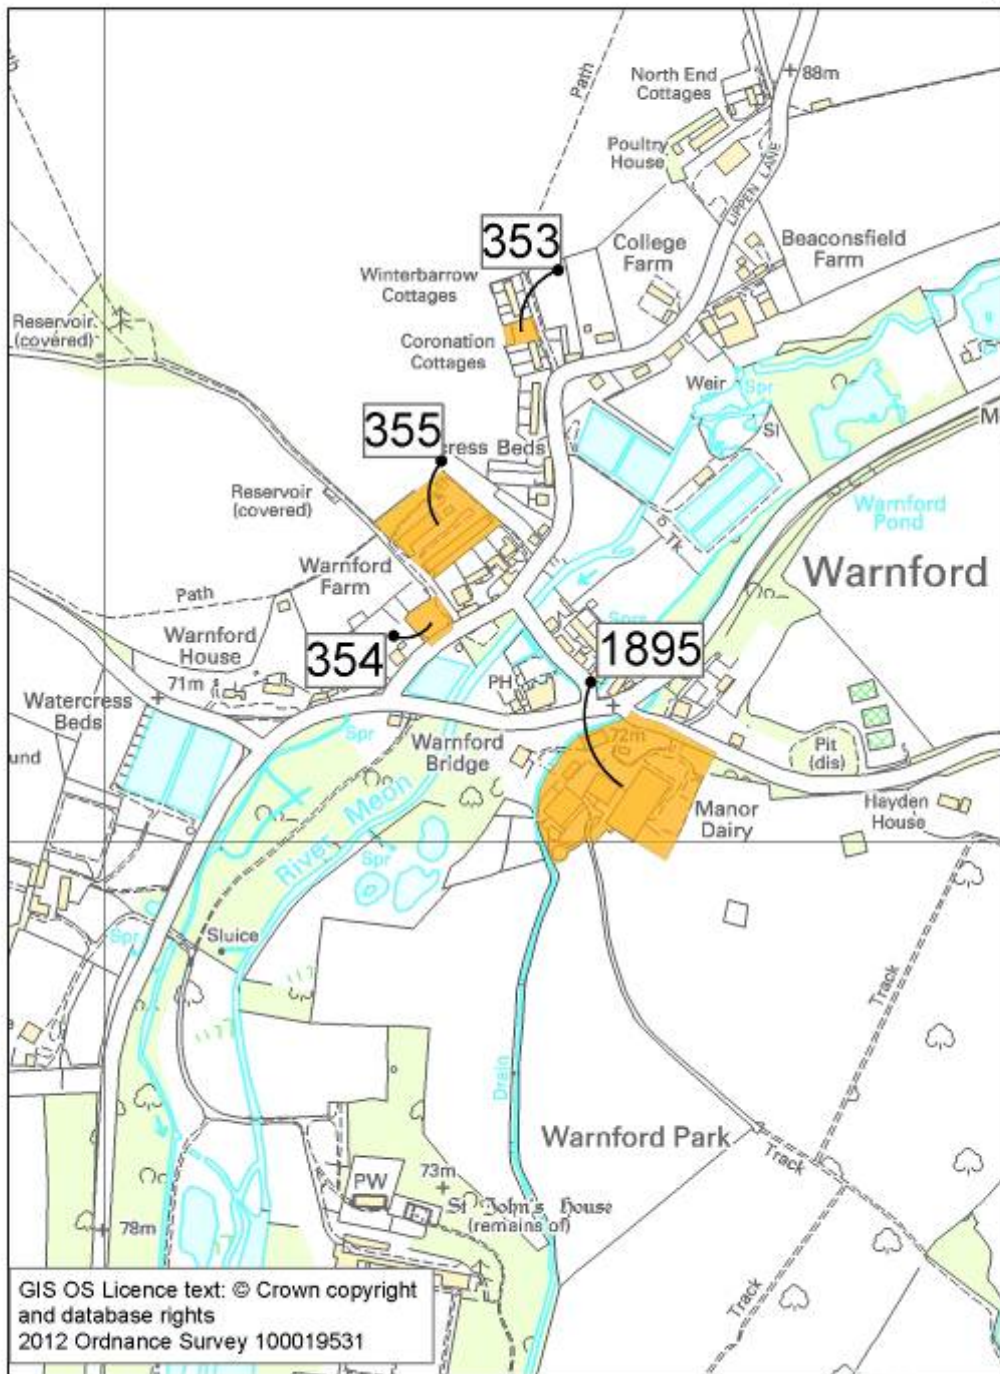 Path
North End
Cottages
88m
Poultry
House
LIPPEN LANE
353
College
Farm
Beaconsfield
Farm
Winterbarrow
Cottages
Reservoir
(covered)
Coronation
Cottages
Weir
Spr
Sl
355
cress Beds
M
Reservoir
(covered)
Warnford
Pond
Tk
Warnford
Farm
Warnford
Path
Sprs
Warnford
House
354
1895
71m
PH
Watercress
Beds
Spr
Warnford
Bridge
72m
Pit
(dis)
und
Manor
Dairy
Hayden
House
River Meon
Spr
Spr
Sluice
Track
Drain
Warnford Park
Track
PW
73m
St John's House
(remains of)
78m
Track
GIS OS Licence text: © Crown copyright
and database rights
2012 Ordnance Survey 100019531